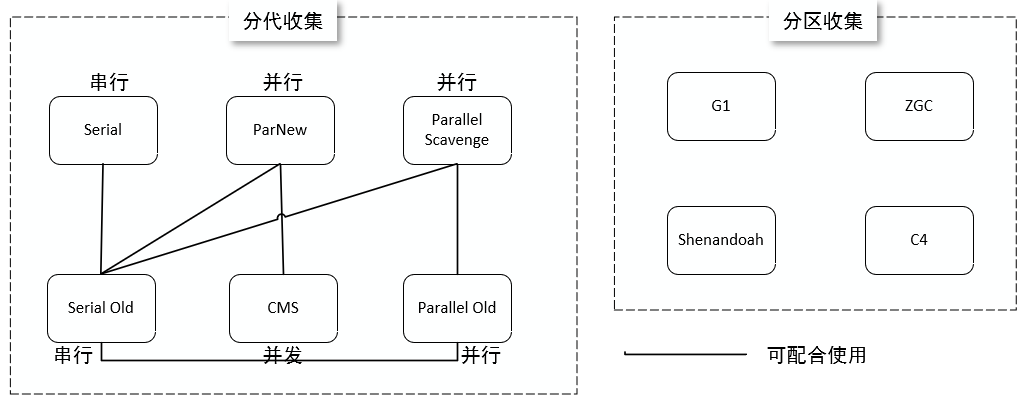 分代收集
串行
并行
并行
Serial
ParNew
Parallel
Scavenge
Serial Old
CMS
Parallel Old
串行
并发
并行
分区收集
G1
ZGC
Shenandoah
C4
可配合使用